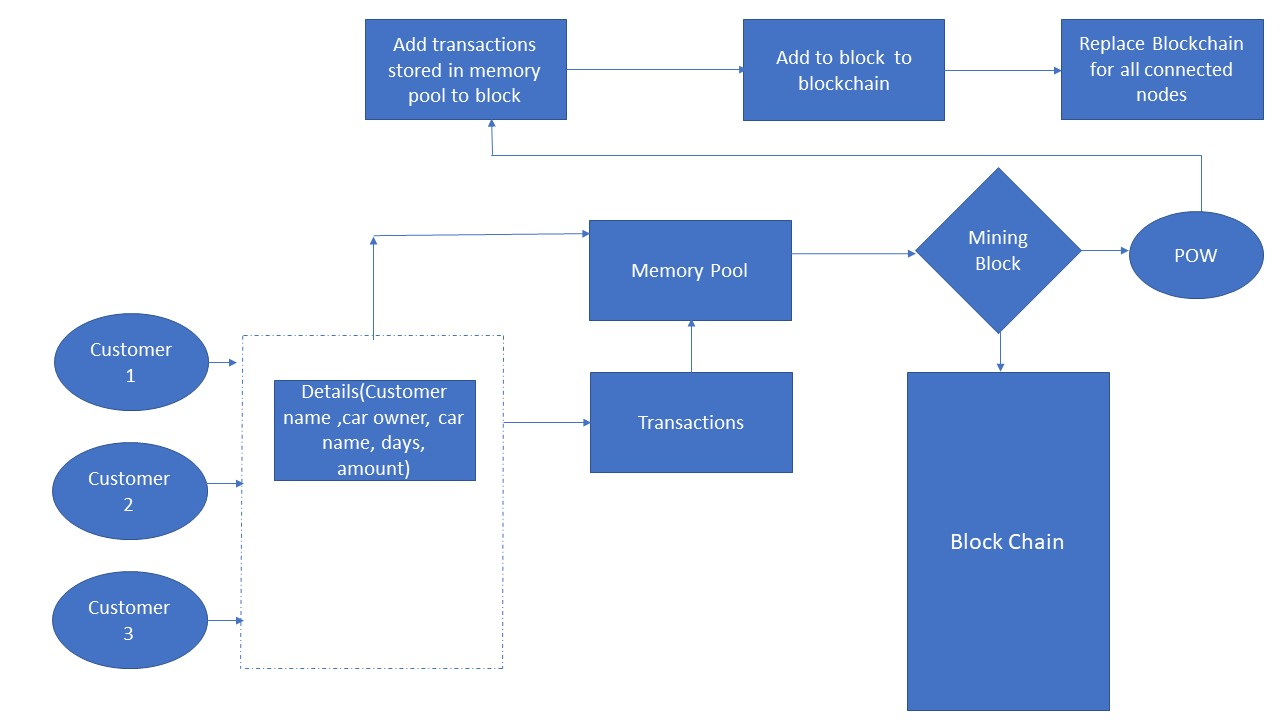 Add transactions
stored in memory
pool to block
Add to block to
blockchain
Replace Blockchain
for all connected
nodes
Mining
Block
POW
Memory Pool
Customer
1
Details(Customer
name ,car owner, car
name, days,
amount)
Transactions
Customer
2
Block Chain
Customer
3